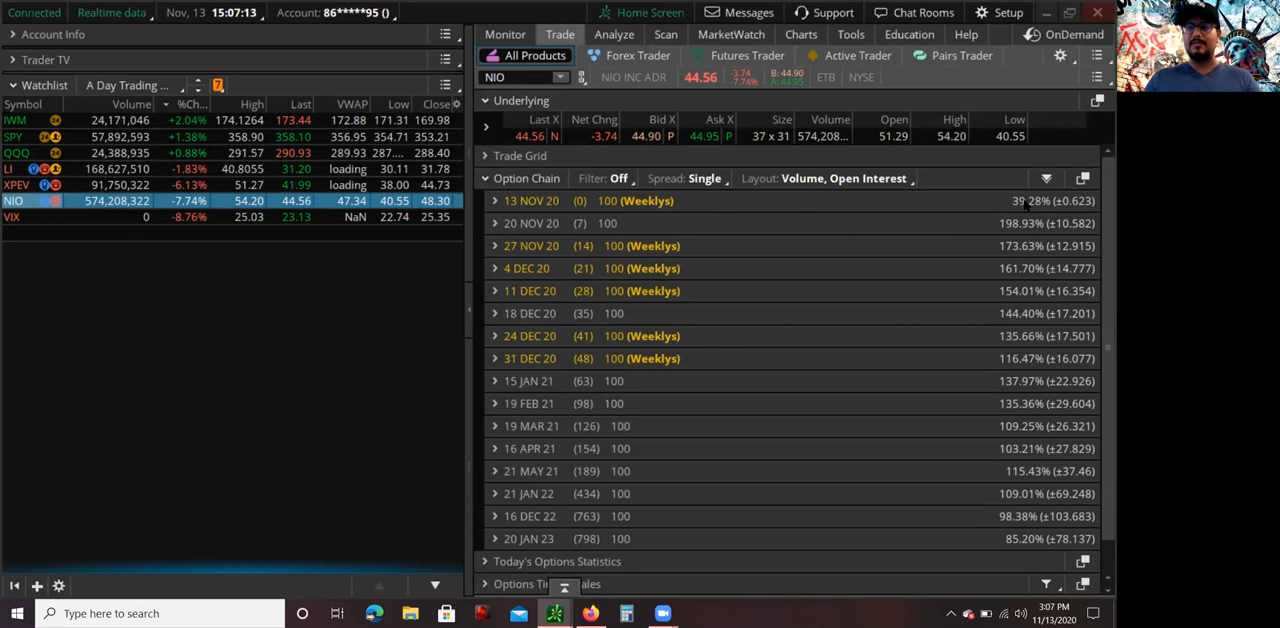 Connected Realtime data Nov, 13 15:07:13 Account: 86*****95 () Home Screen Messages Support Chat Rooms Setup
Account Info
Trader TV
Watchlist A Day Trading ... 7
Symbol Volume %Ch... High Last VWAP Low Close
IWM 24,171,046 +2.04% 174.1264 173.44 172.88 171.31 169.98
SPY 57,892,593 +1.38% 358.90 358.10 356.95 354.71 353.21
QQQ 24,388,935 +0.88% 291.57 290.93 289.93 287.... 288.40
LI 168,627,510 -1.83% 40.8055 31.20 loading 30.11 31.78
XPEV 91,750,322 -6.13% 51.27 41.99 loading 38.00 44.73
NIO 574,208,322 -7.74% 54.20 44.56 47.34 40.55 48.30
VIX 0 -8.76% 25.03 23.13 NaN 22.74 25.35
Monitor Trade Analyze Scan MarketWatch Charts Tools Education Help OnDemand
All Products Forex Trader Futures Trader Active Trader Pairs Trader
NIO NIO INC ADR 44.56 -3.74 -7.74% B: 44.90 A: 44.95 ETB NYSE
Underlying
Last X Net Chng Bid X Ask X Size Volume Open High Low
44.56 N -3.74 44.90 P 44.95 P 37 x 31 574,208... 51.29 54.20 40.55
Trade Grid
Option Chain Filter: Off Spread: Single Layout: Volume, Open Interest
13 NOV 20 (0) 100 (Weeklys) 39.28% (±0.623)
20 NOV 20 (7) 100 198.93% (±10.582)
27 NOV 20 (14) 100 (Weeklys) 173.63% (±12.915)
4 DEC 20 (21) 100 (Weeklys) 161.70% (±14.777)
11 DEC 20 (28) 100 (Weeklys) 154.01% (±16.354)
18 DEC 20 (35) 100 144.40% (±17.201)
24 DEC 20 (41) 100 (Weeklys) 135.66% (±17.501)
31 DEC 20 (48) 100 (Weeklys) 116.47% (±16.077)
15 JAN 21 (63) 100 137.97% (±22.926)
19 FEB 21 (98) 100 135.36% (±29.604)
19 MAR 21 (126) 100 109.25% (±26.321)
16 APR 21 (154) 100 103.21% (±27.829)
21 MAY 21 (189) 100 115.43% (±37.46)
21 JAN 22 (434) 100 109.01% (±69.248)
16 DEC 22 (763) 100 98.38% (±103.683)
20 JAN 23 (798) 100 85.20% (±78.137)
Today's Options Statistics
Options Ti ales
Type here to search
3:07 PM
11/13/2020